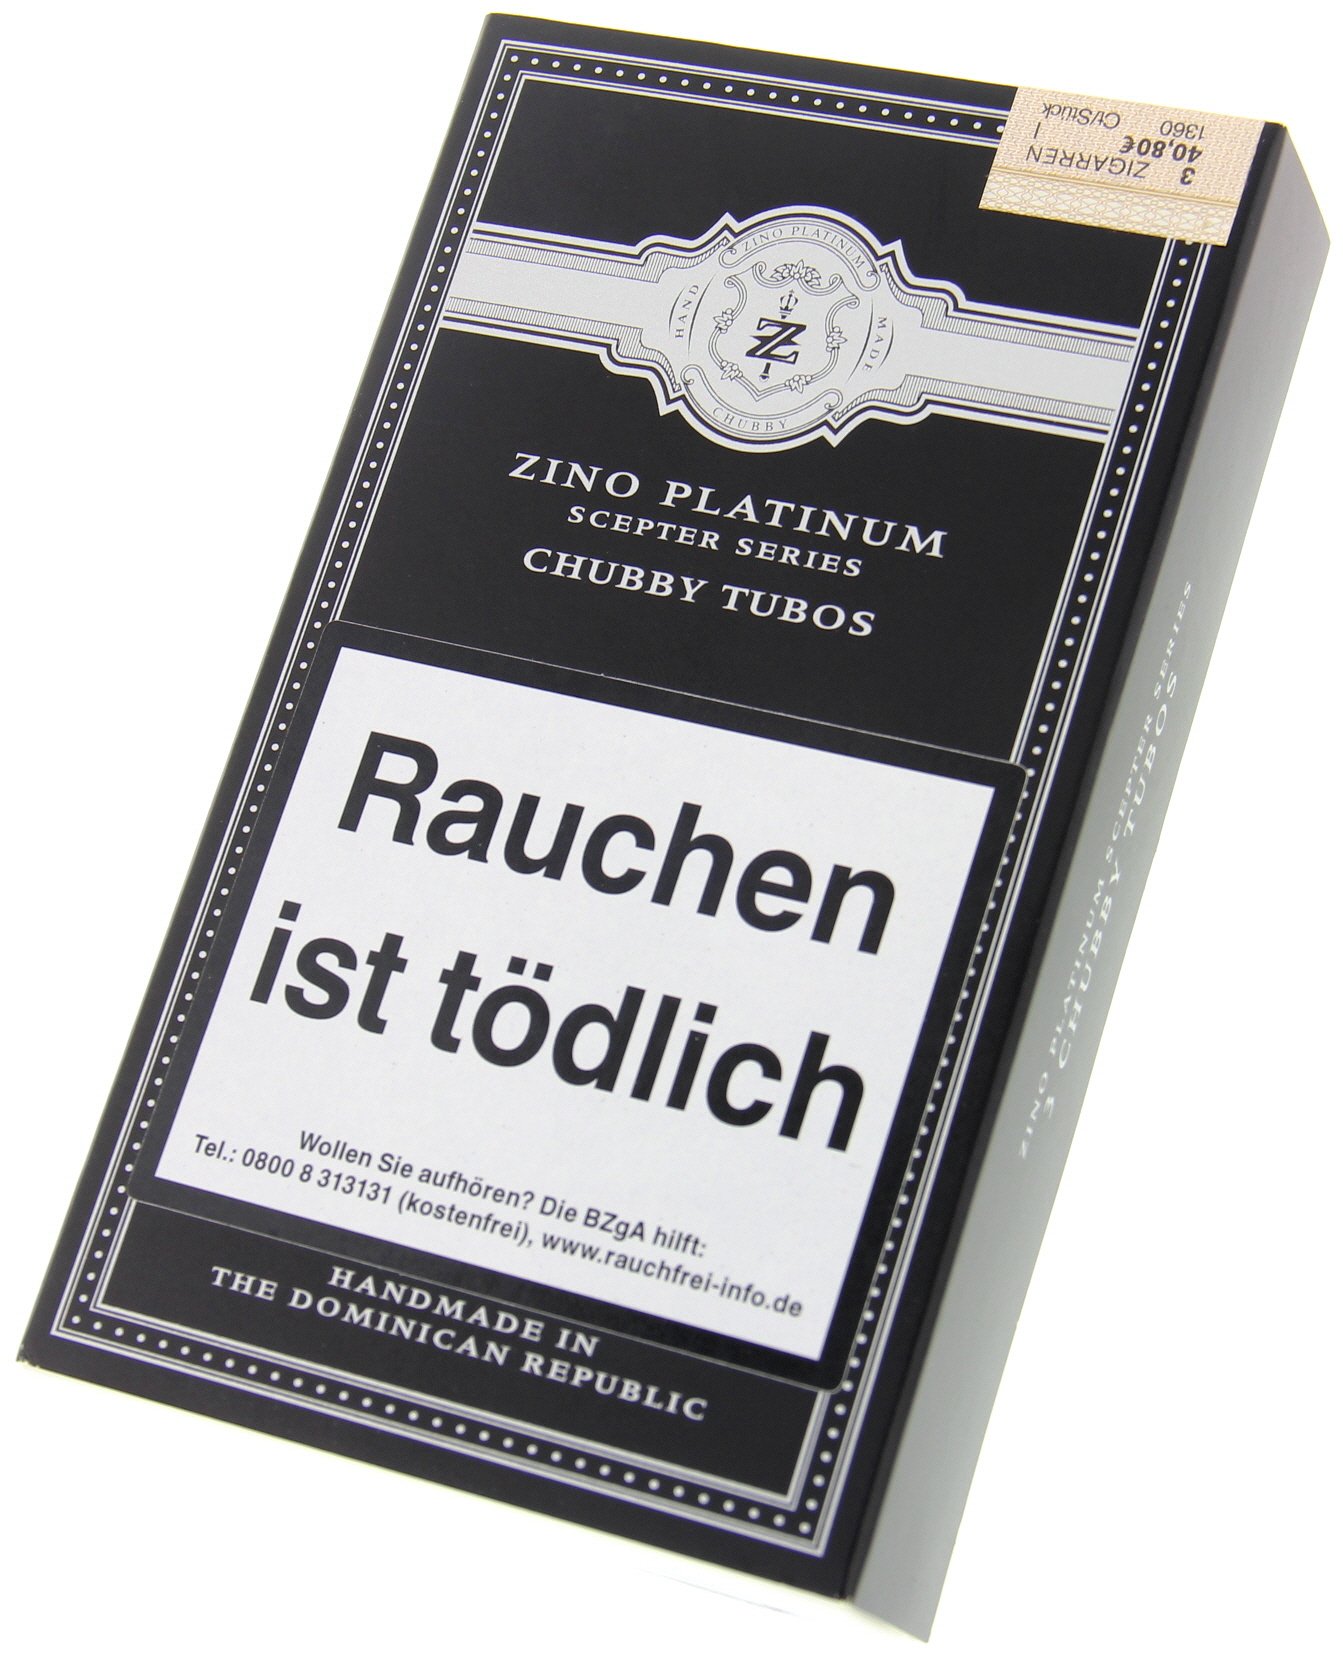 3 ZIGARREN I
40,80€
1360 Ct/Stück
ZINO PLATINUM
HAND MADE
Z
CHUBBY
ZINO PLATINUM
SCEPTER SERIES
CHUBBY TUBOS
Rauchen
ist tödlich
Wollen Sie aufhören? Die BZgA hilft:
Tel.: 0800 8 313131 (kostenfrei), www.rauchfrei-info.de
HANDMADE IN
THE DOMINICAN REPUBLIC
ZINO PLATINUM SCEPTER SERIES
3 CHUBBY TUBOS